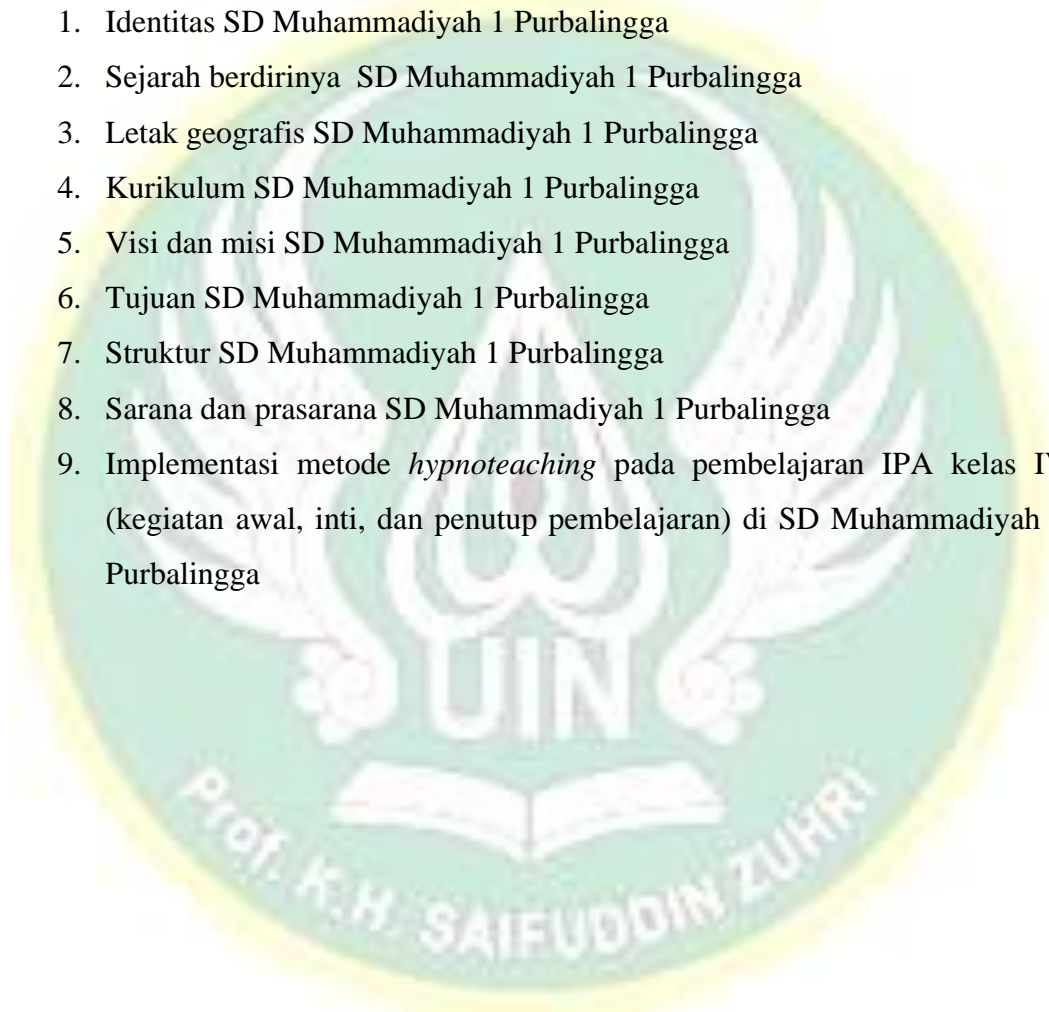 1. Identitas SD Muhammadiyah 1 Purbalingga
2. Sejarah berdirinya SD Muhammadiyah 1 Purbalingga
3. Letak geografis SD Muhammadiyah 1 Purbalingga
4. Kurikulum SD Muhammadiyah 1 Purbalingga
5. Visi dan misi SD Muhammadiyah 1 Purbalingga
6. Tujuan SD Muhammadiyah 1 Purbalingga
7. Struktur SD Muhammadiyah 1 Purbalingga
8. Sarana dan prasarana SD Muhammadiyah 1 Purbalingga
9. Implementasi metode hypnoteaching pada pembelajaran IPA kelas IV
(kegiatan awal, inti, dan penutup pembelajaran) di SD Muhammadiyah
Purbalingga
UIN
Prof. K.H. SAIFUDDIN ZUHRI